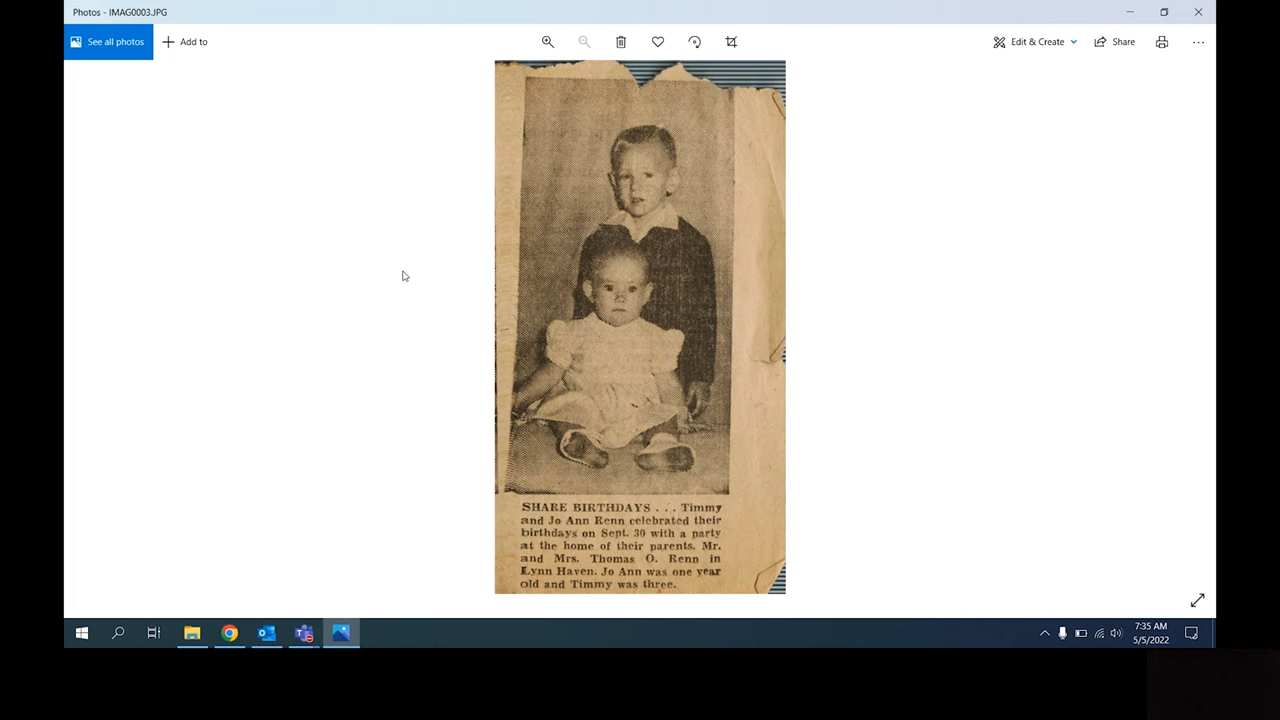 Photos - IMAG0003.JPG
See all photos
Add to
Edit & Create
Share
SHARE BIRTHDAYS . . . Timmy
and Jo Ann Renn celebrated their
birthdays on Sept. 30 with a party
at the home of their parents, Mr.
and Mrs. Thomas O. Renn in
Lynn Haven. Jo Ann was one year
old and Timmy was three.
7:35 AM
5/5/2022